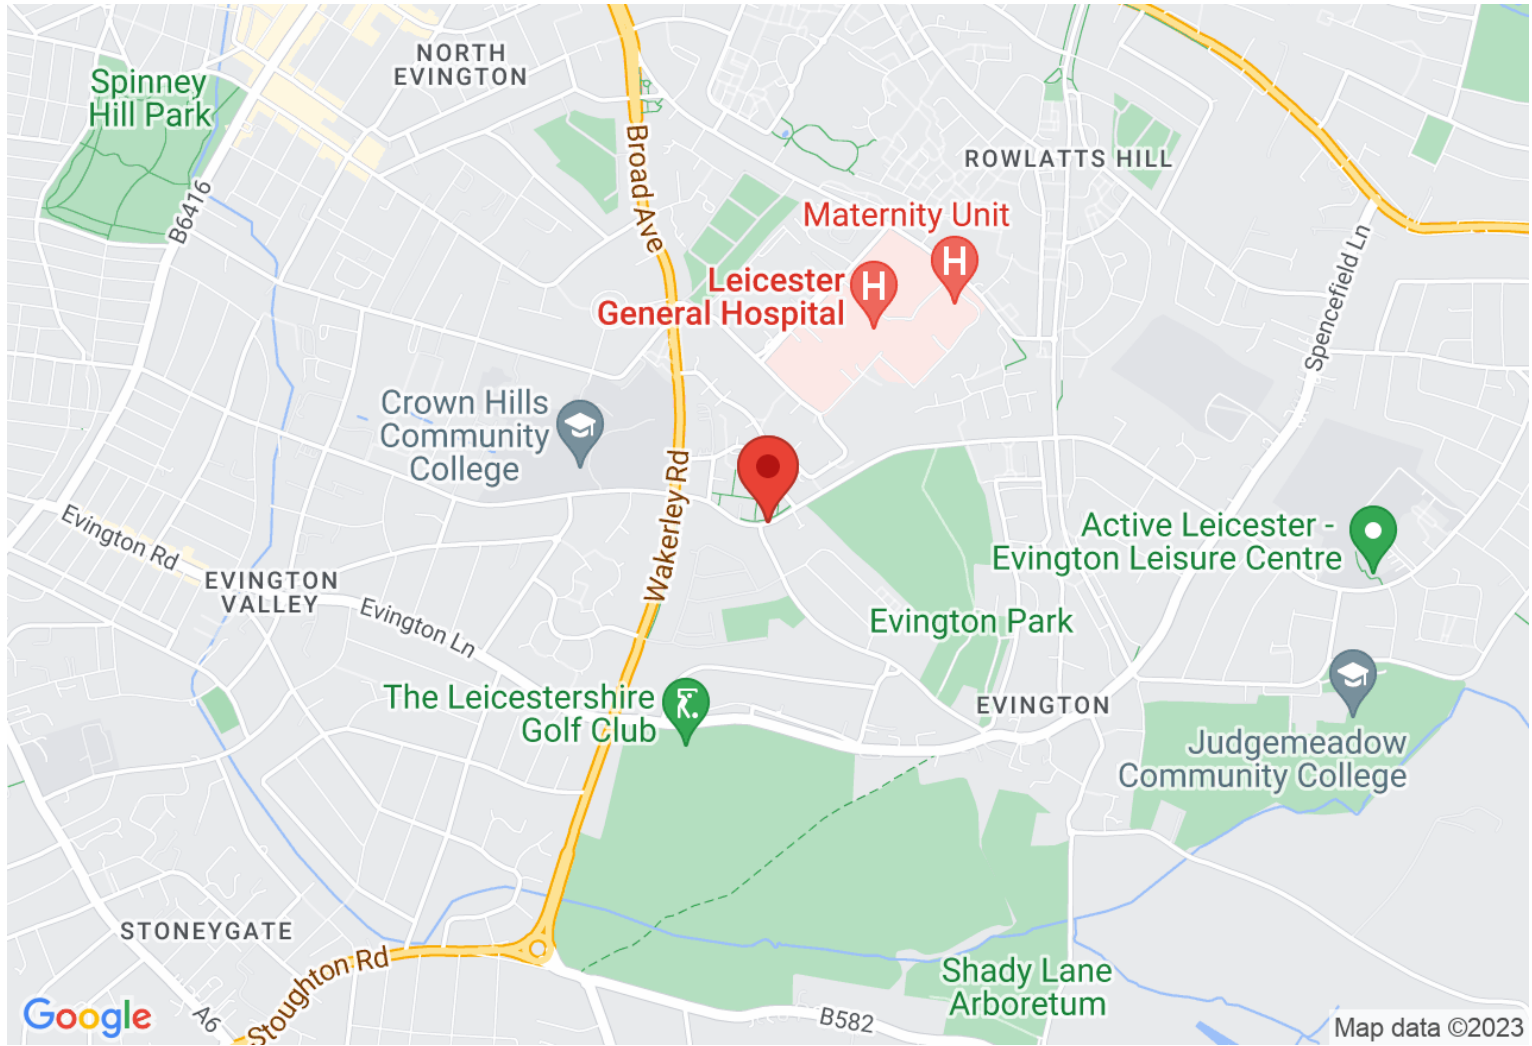 NORTH
EVINGTON
Spinney
Hill Park
Broad Ave
ROWLATTS HILL
B6416
Maternity Unit
H
Leicester
General Hospital
H
Spencefield Ln
Crown Hills
Community
College
Wakerley Rd
Evington Rd
Active Leicester -
Evington Leisure Centre
EVINGTON
VALLEY
Evington Ln
Evington Park
The Leicestershire
Golf Club
EVINGTON
Judgemeadow
Community College
STONEYGATE
Stoughton Rd
A6
Shady Lane
Arboretum
B582
Google
Map data ©2023